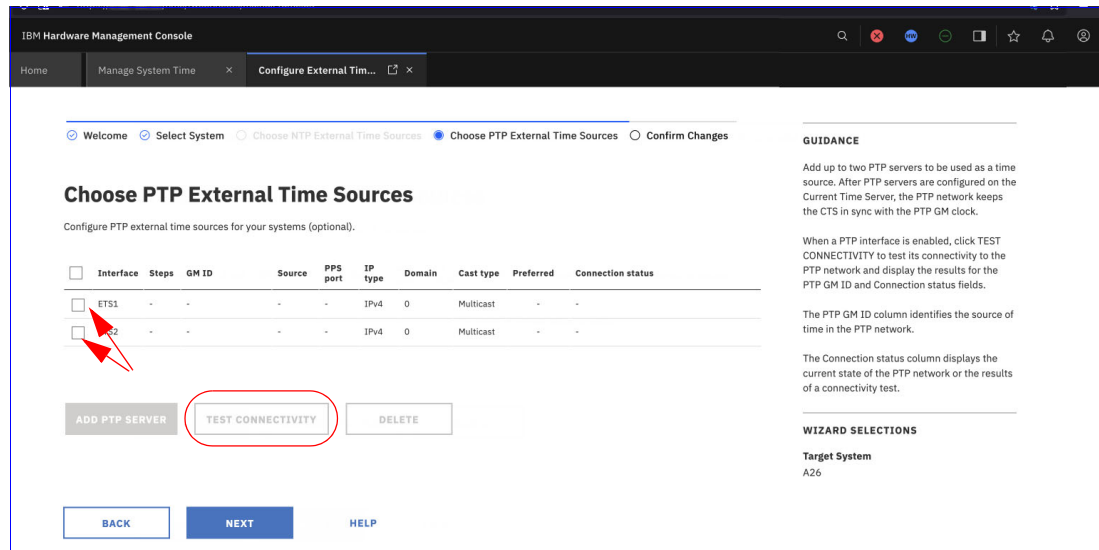 IBM Hardware Management Console
Home
Manage System Time ×
Configure External Tim... ×
Welcome Select System Choose NTP External Time Sources Choose PTP External Time Sources Confirm Changes
Choose PTP External Time Sources
Configure PTP external time sources for your systems (optional).
Interface Steps GM ID Source PPS port IP type Domain Cast type Preferred Connection status
ETS1 - - - - IPv4 0 Multicast - -
- - - - IPv4 0 Multicast - -
ADD PTP SERVER TEST CONNECTIVITY DELETE
BACK NEXT HELP
GUIDANCE
Add up to two PTP servers to be used as a time
source. After PTP servers are configured on the
Current Time Server, the PTP network keeps
the CTS in sync with the PTP GM clock.
When a PTP interface is enabled, click TEST
CONNECTIVITY to test its connectivity to the
PTP network and display the results for the
PTP GM ID and Connection status fields.
The PTP GM ID column identifies the source of
time in the PTP network.
The Connection status column displays the
current state of the PTP network or the results
of a connectivity test.
WIZARD SELECTIONS
Target System
A26